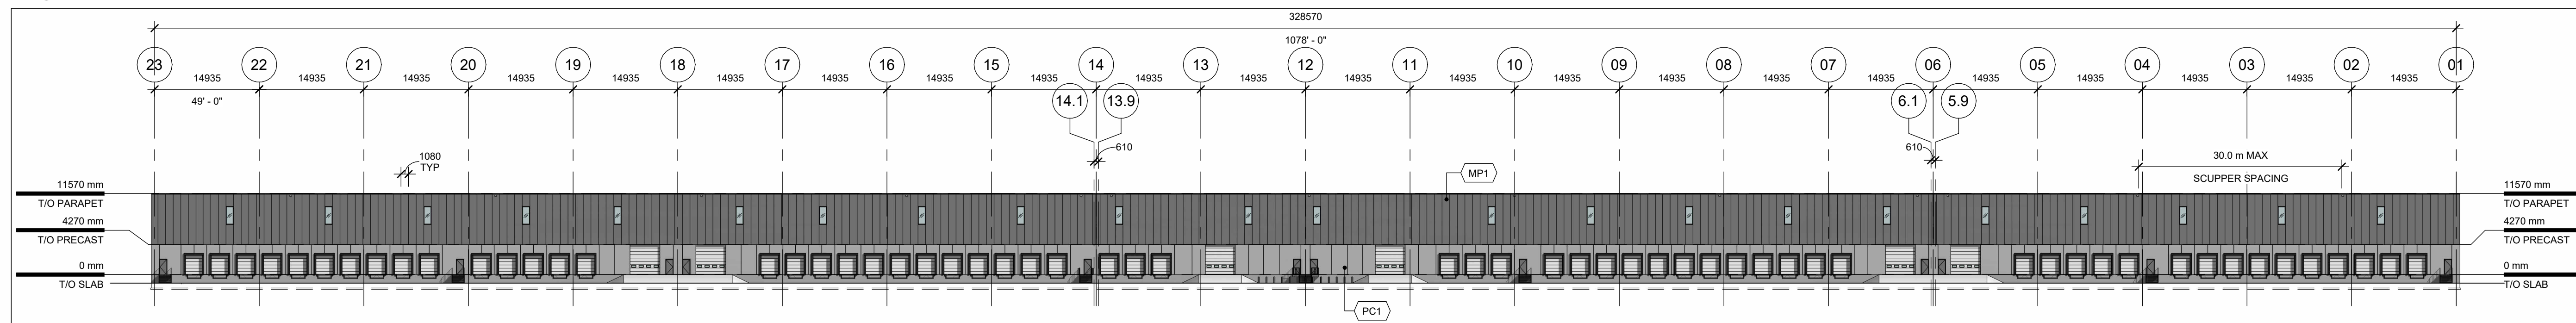 328570
1078' - 0"
23 22 21 20 19 18 17 16 15 14 13 12 11 10 09 08 07 06 05 04 03 02 01
14935 14935 14935 14935 14935 14935 14935 14935 14935 14935 14935 14935 14935 14935 14935 14935 14935 14935 14935 14935 14935 14935
49' - 0"
14.1 13.9 6.1 5.9
610 610
1080
TYP
30.0 m MAX
SCUPPER SPACING
MP1
11570 mm
T/O PARAPET
4270 mm
T/O PRECAST
0 mm
T/O SLAB
11570 mm
T/O PARAPET
4270 mm
T/O PRECAST
0 mm
T/O SLAB
PC1